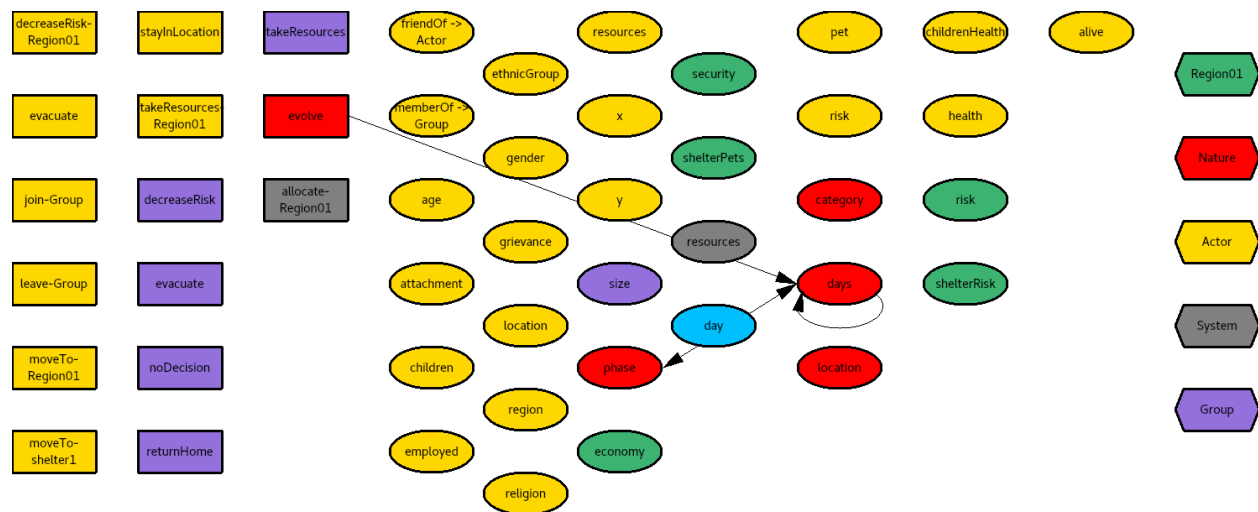 decreaseRisk-
Region01
stayInLocation
takeResources
friendOf ->
Actor
resources
pet
childrenHealth
alive
ethnicGroup
security
Region01
evacuate
takeResources-
Region01
evolve
memberOf ->
Group
x
risk
health
gender
shelterPets
Nature
join-Group
decreaseRisk
allocate-
Region01
age
y
category
risk
grievance
resources
Actor
leave-Group
evacuate
attachment
size
days
shelterRisk
location
day
System
moveTo-
Region01
noDecision
children
phase
location
region
Group
moveTo-
shelter1
returnHome
employed
economy
religion